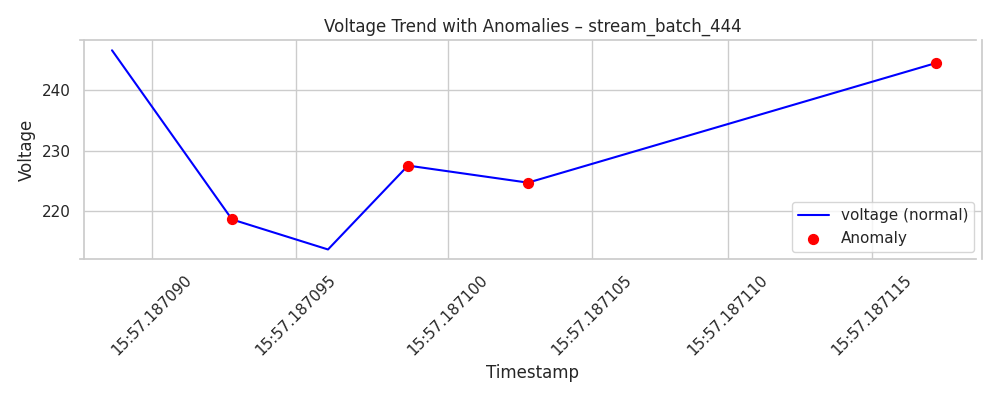 Voltage Trend with Anomalies – stream_batch_444
Voltage
240
230
220
voltage (normal)
Anomaly
15:57.187090
15:57.187095
15:57.187100
15:57.187105
15:57.187110
15:57.187115
Timestamp